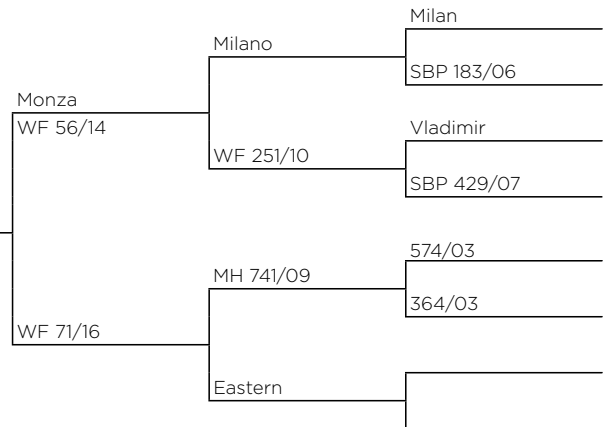 Milan
Milano
SBP 183/06
Monza
WF 56/14
Vladimir
WF 251/10
SBP 429/07
574/03
MH 741/09
364/03
WF 71/16
Eastern